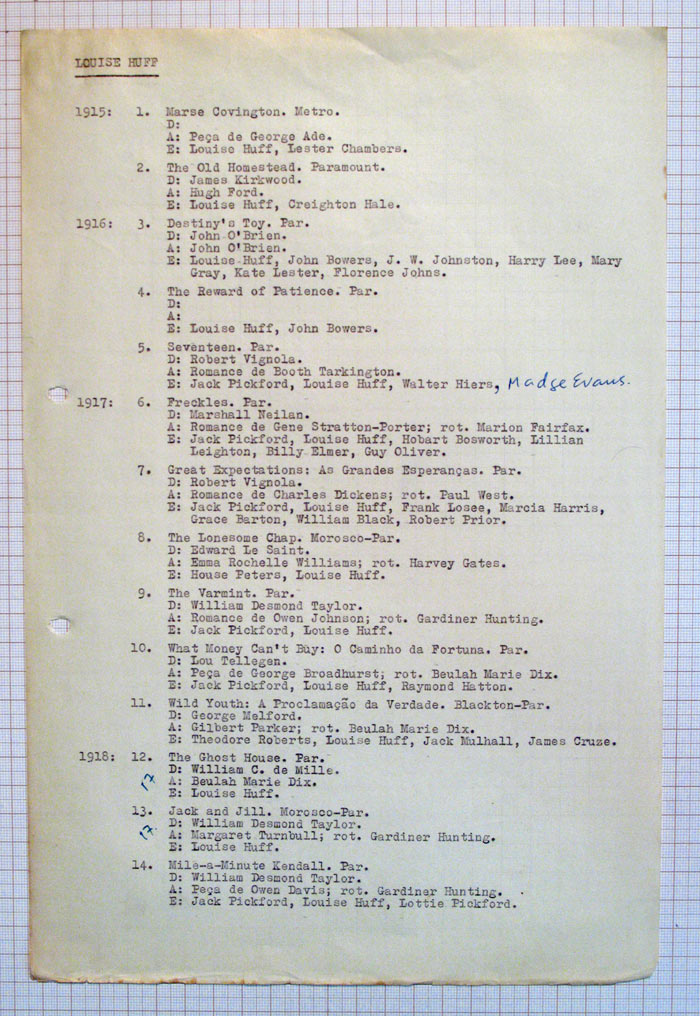 LOUISE HUFF
1915: 1. Marse Covington. Metro.
D:
A: Peça de George Ade.
E: Louise Huff, Lester Chambers.
2. The Old Homestead. Paramount.
D: James Kirkwood.
A: Hugh Ford.
E: Louise Huff, Creighton Hale.
1916: 3. Destiny's Toy. Par.
D: John O'Brien.
A: John O'Brien.
E: Louise Huff, John Bowers, J. W. Johnston, Harry Lee, Mary
Gray, Kate Lester, Florence Johns.
4. The Reward of Patience. Par.
D:
A:
E: Louise Huff, John Bowers.
5. Seventeen. Par.
D: Robert Vignola.
A: Romance de Booth Tarkington.
E: Jack Pickford, Louise Huff, Walter Hiers, Madge Evans.
1917: 6. Freckles. Par.
D: Marshall Neilan.
A: Romance de Gene Stratton-Porter; rot. Marion Fairfax.
E: Jack Pickford, Louise Huff, Hobart Bosworth, Lillian
Leighton, Billy Elmer, Guy Oliver.
7. Great Expectations: As Grandes Esperanças. Par.
D: Robert Vignola.
A: Romance de Charles Dickens; rot. Paul West.
E: Jack Pickford, Louise Huff, Frank Losee, Marcia Harris,
Grace Barton, William Black, Robert Prior.
8. The Lonesome Chap. Morosco-Par.
D: Edward Le Saint.
A: Emma Rochelle Williams; rot. Harvey Gates.
E: House Peters, Louise Huff.
9. The Varmint. Par.
D: William Desmond Taylor.
A: Romance de Owen Johnson; rot. Gardiner Hunting.
E: Jack Pickford, Louise Huff.
10. What Money Can't Buy: O Caminho da Fortuna. Par.
D: Lou Tellegen.
A: Peça de George Broadhurst; rot. Beulah Marie Dix.
E: Jack Pickford, Louise Huff, Raymond Hatton.
11. Wild Youth: A Proclamação da Verdade. Blackton-Par.
D: George Melford.
A: Gilbert Parker; rot. Beulah Marie Dix.
E: Theodore Roberts, Louise Huff, Jack Mulhall, James Cruze.
1918: 12. The Ghost House. Par.
D: William C. de Mille.
17 A: Beulah Marie Dix.
E: Louise Huff.
13. Jack and Jill. Morosco-Par.
D: William Desmond Taylor.
17 A: Margaret Turnbull; rot. Gardiner Hunting.
E: Louise Huff.
14. Mile-a-Minute Kendall. Par.
D: William Desmond Taylor.
A: Peça de Owen Davis; rot. Gardiner Hunting.
E: Jack Pickford, Louise Huff, Lottie Pickford.